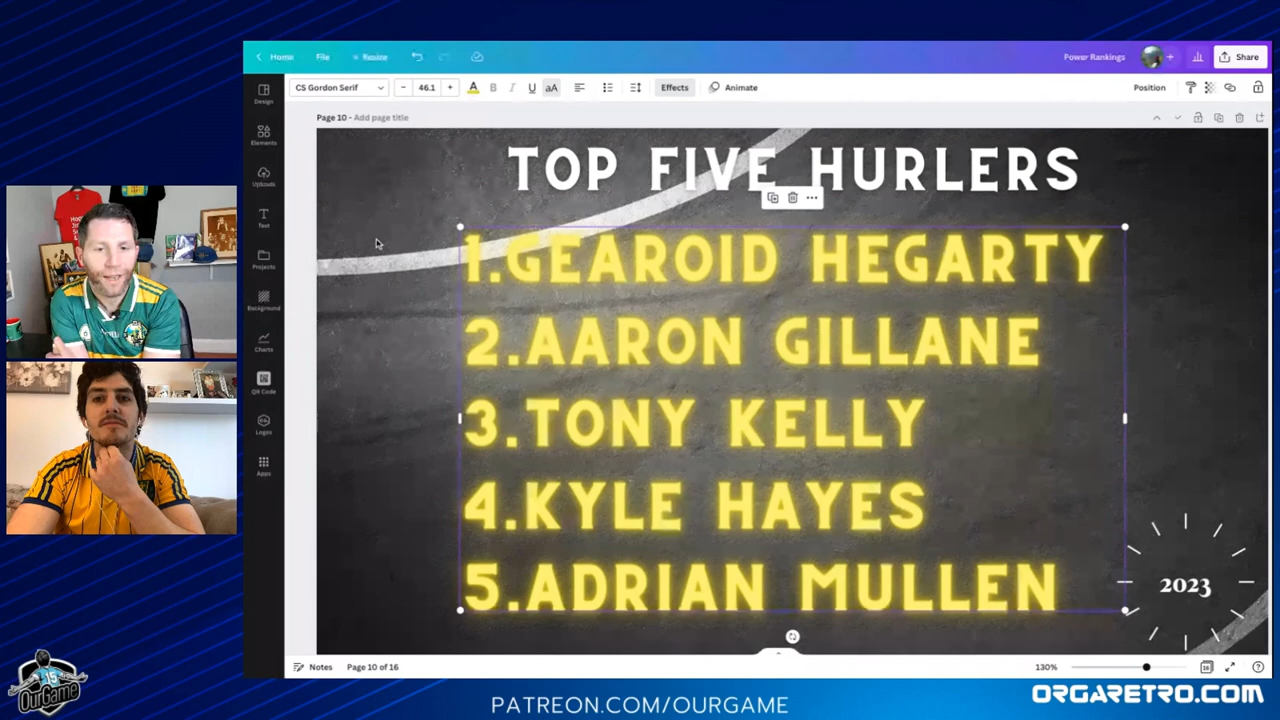 Home File Resize Power Rankings + Share
CS Gordon Serif − 46.1 + A B I U aA Effects Animate Position
Page 10 - Add page title
Design
Elements
Uploads
Text
Projects
Background
Charts
QR Code
Logos
Apps
TOP FIVE HURLERS
1.GEAROID HEGARTY
2.AARON GILLANE
3.TONY KELLY
4.KYLE HAYES
5.ADRIAN MULLEN
2023
Notes Page 10 of 16 130% 16 ?
15
OurGame
PATREON.COM/OURGAME
ORGARETRO.COM